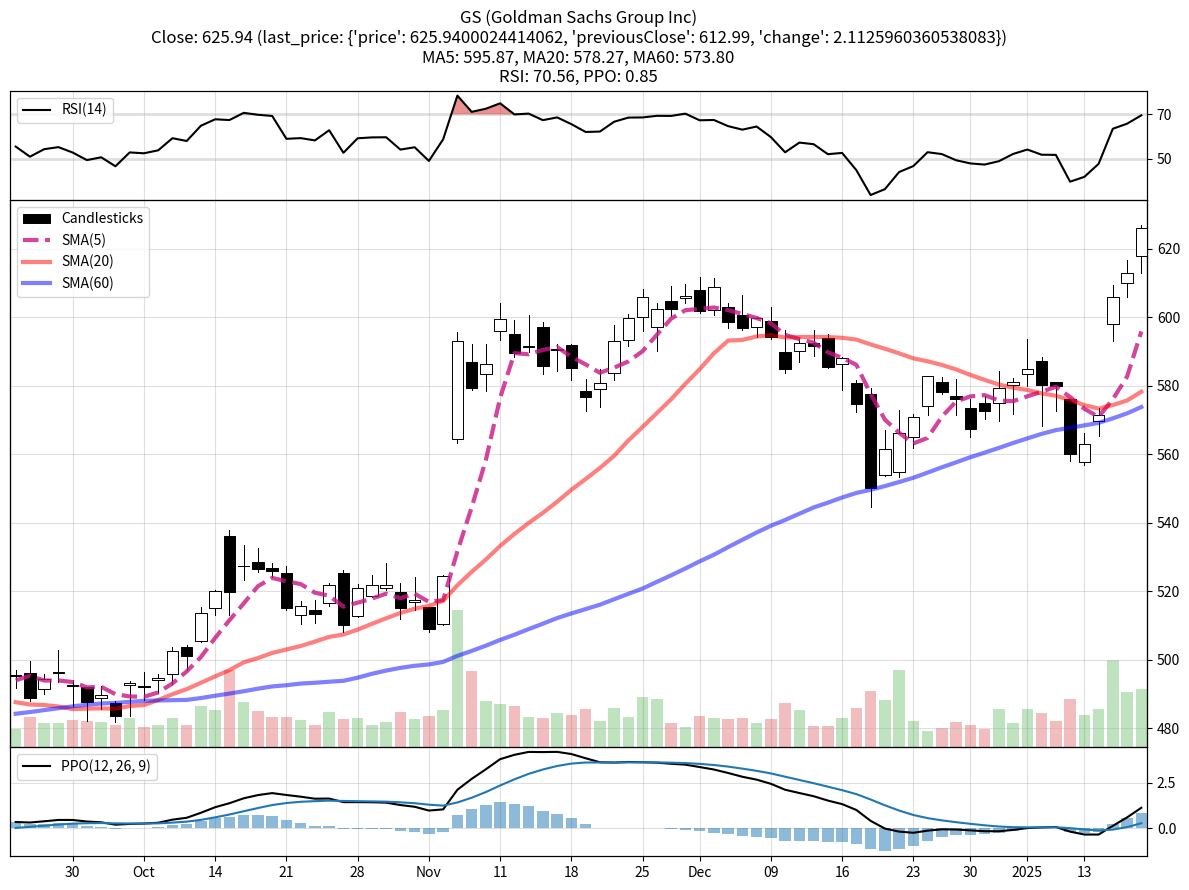 GS (Goldman Sachs Group Inc)
Close: 625.94 (last_price: {'price': 625.9400024414062, 'previousClose': 612.99, 'change': 2.1125960360538083})
MA5: 595.87, MA20: 578.27, MA60: 573.80
RSI: 70.56, PPO: 0.85
RSI(14)
70
50
Candlesticks
SMA(5)
SMA(20)
SMA(60)
620
600
580
560
540
520
500
480
PPO(12, 26, 9)
2.5
0.0
30 Oct 14 21 28 Nov 11 18 25 Dec 09 16 23 30 2025 13